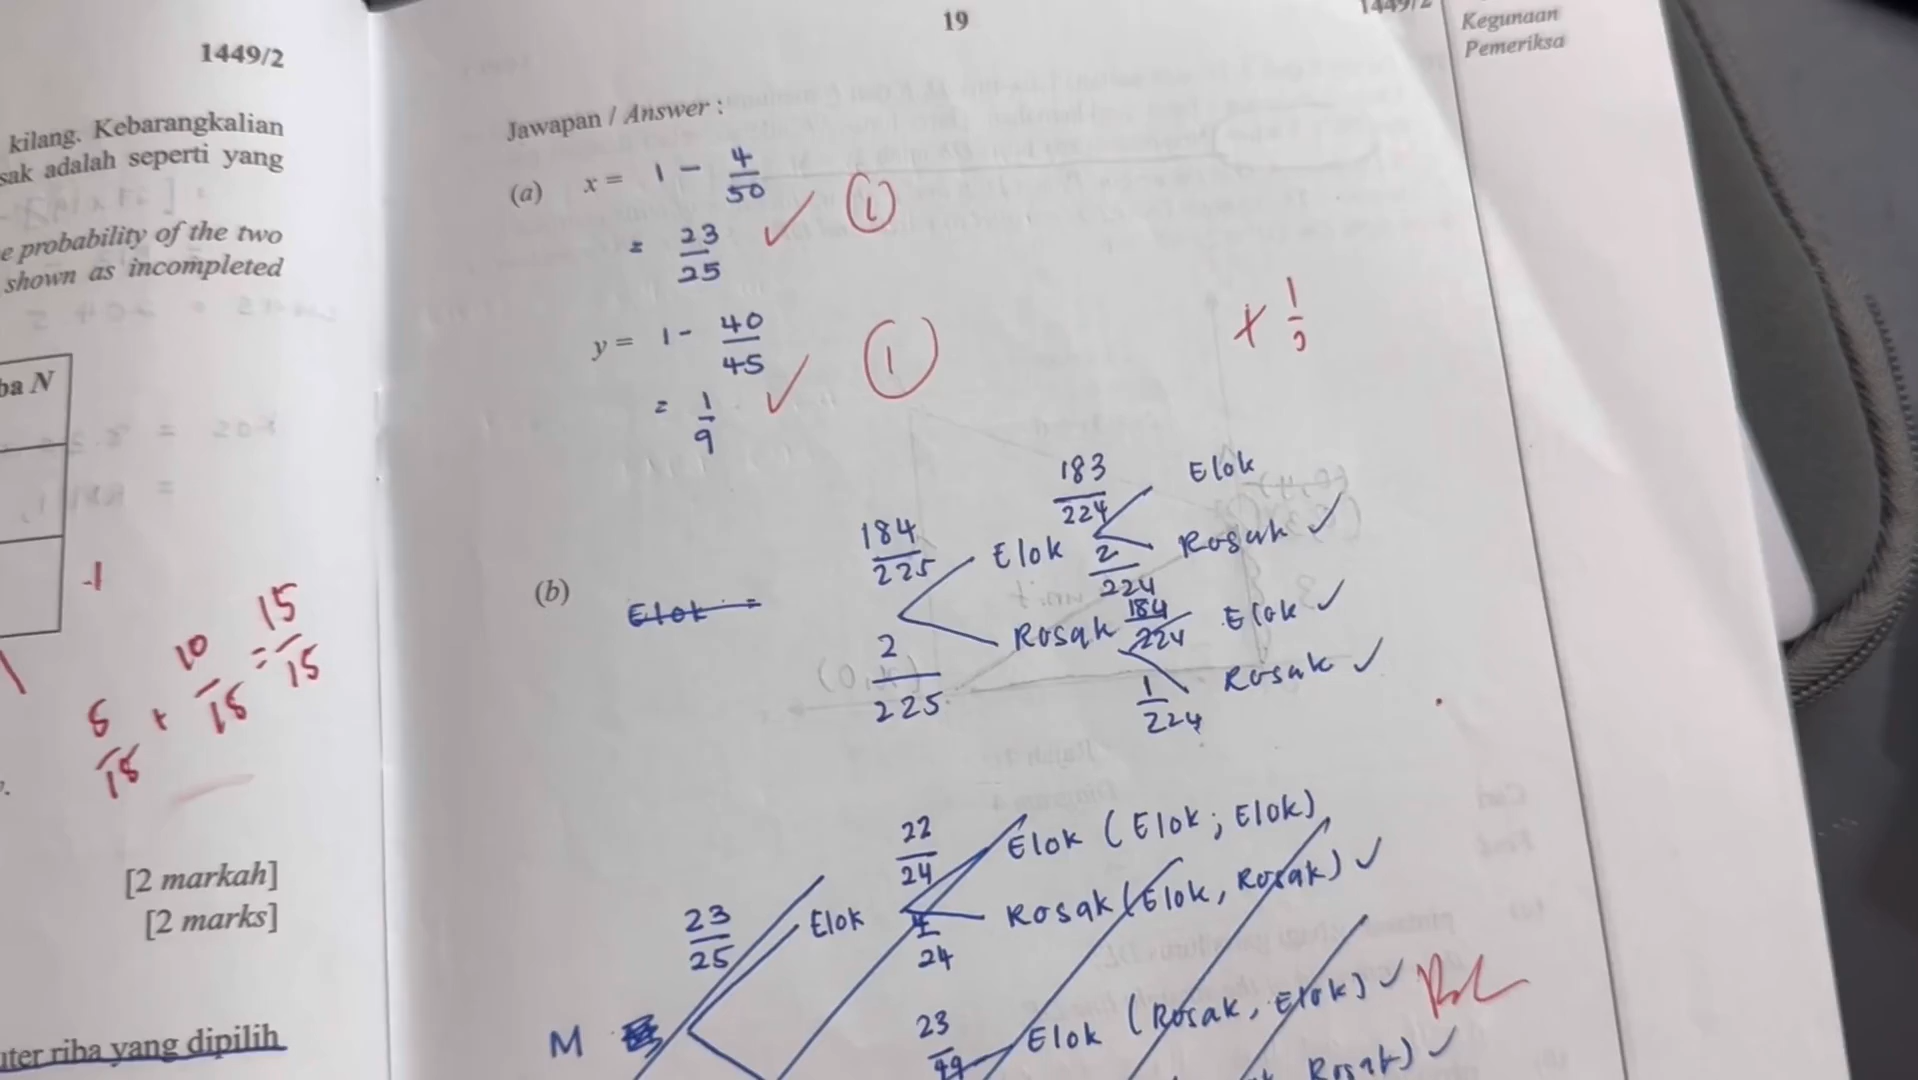 1449/2
kilang. Kebarangkalian
sak adalah seperti yang
e probability of the two
shown as incompleted
ba N
-1
10
15
18
=
15
+
[2 markah]
[2 marks]
uter riba yang dipilih
19
Kegunaan
Pemeriksa
Jawapan / Answer :
(a) x = 1 - 4/50
= 23/25 ✓ 1
y = 1 - 40/45
= 1/9 ✓ 1
183/224 Elok
184/225 Elok 2/224 Rosak ✓
(b) Elok =
2/225 Rosak 184/224 Elok ✓
1/224 Rosak ✓
22/24 Elok (Elok, Elok)
23/25 Elok
24 Rosak (Elok, Rosak) ✓
M
23
Elok (Rosak, Elok) ✓
Rosak) ✓